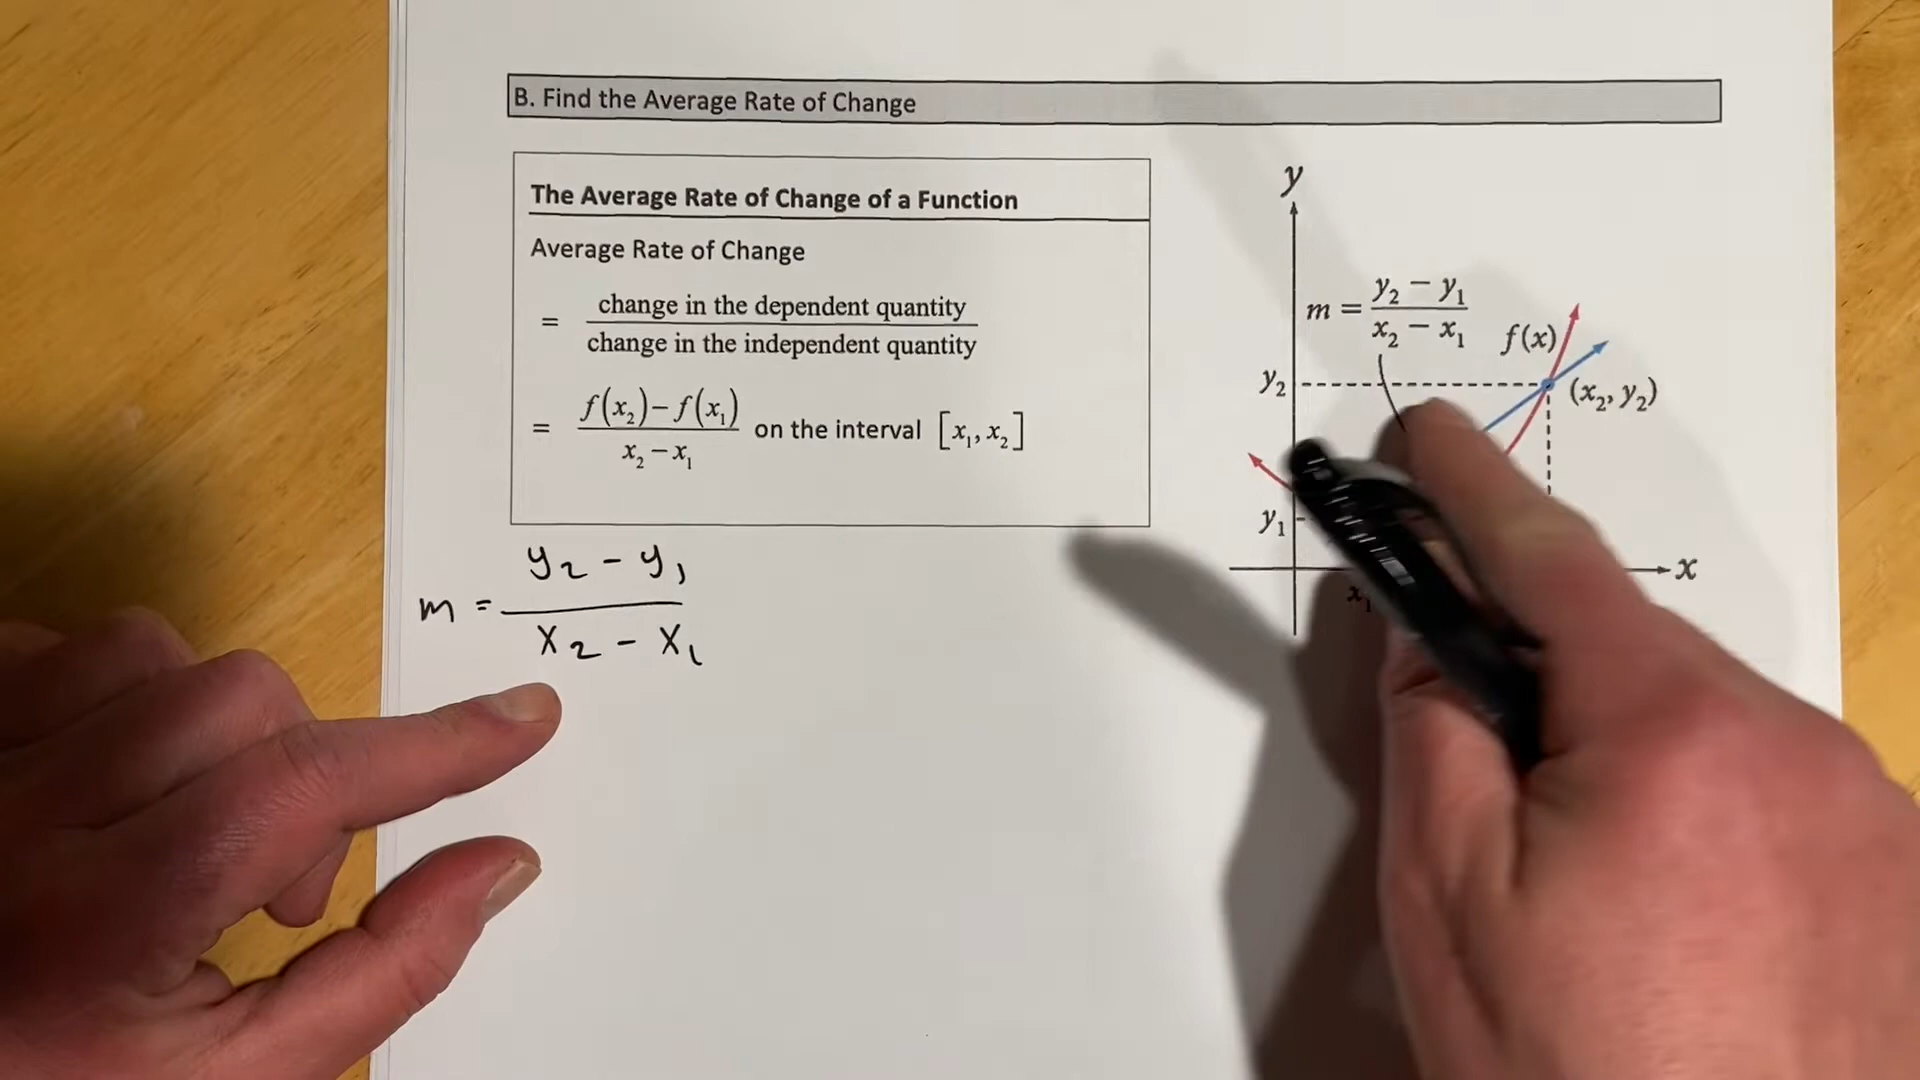 B. Find the Average Rate of Change
The Average Rate of Change of a Function
Average Rate of Change
= change in the dependent quantity
change in the independent quantity
= f(x₂)−f(x₁)
x₂−x₁
on the interval [x₁, x₂]
m = y₂ - y₁
x₂ - x₁
y
m = y₂ − y₁
x₂ − x₁
f(x)
y₂
(x₂, y₂)
y₁
x
x₁